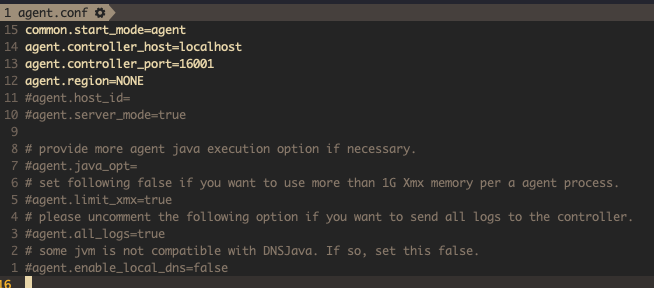 1 agent.conf
15 common.start_mode=agent
14 agent.controller_host=localhost
13 agent.controller_port=16001
12 agent.region=NONE
11 #agent.host_id=
10 #agent.server_mode=true
9
8 # provide more agent java execution option if necessary.
7 #agent.java_opt=
6 # set following false if you want to use more than 1G Xmx memory per a agent process.
5 #agent.limit_xmx=true
4 # please uncomment the following option if you want to send all logs to the controller.
3 #agent.all_logs=true
2 # some jvm is not compatible with DNSJava. If so, set this false.
1 #agent.enable_local_dns=false
16